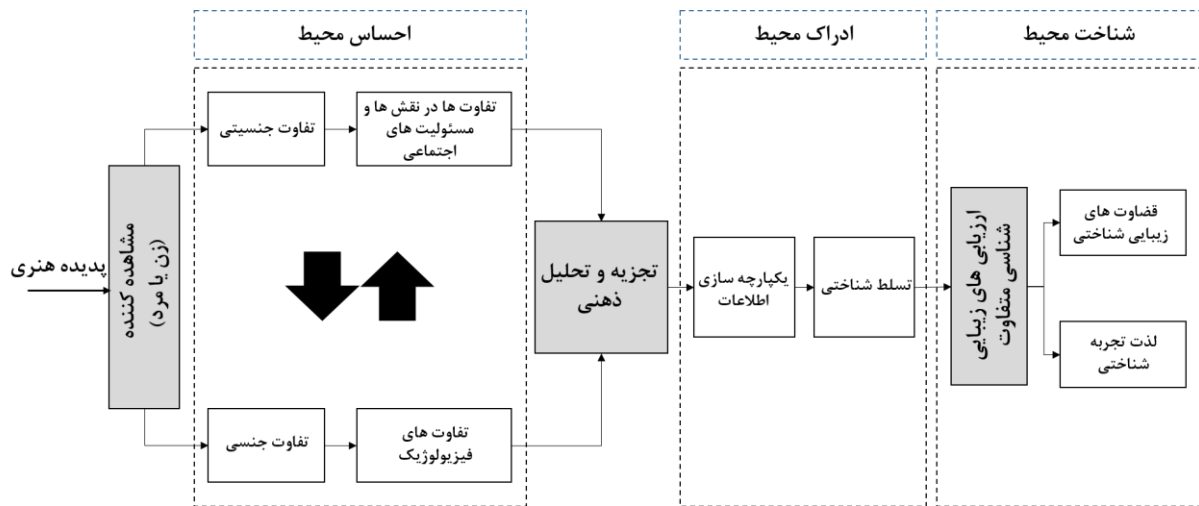 احساس محیط
ادراک محیط
شناخت محیط
پدیده هنری
مشاهده کننده
(زن یا مرد)
تفاوت جنسیتی
تفاوت ها در نقش ها و
مسئولیت های
اجتماعی
تفاوت جنسی
تفاوت های
فیزیولوژیک
تجزیه و تحلیل
ذهنی
یکپارچه سازی
اطلاعات
تسلط شناختی
ارزیابی های زیبایی
شناسی متفاوت
قضاوت های
زیبایی شناختی
لذت تجربه
شناختی